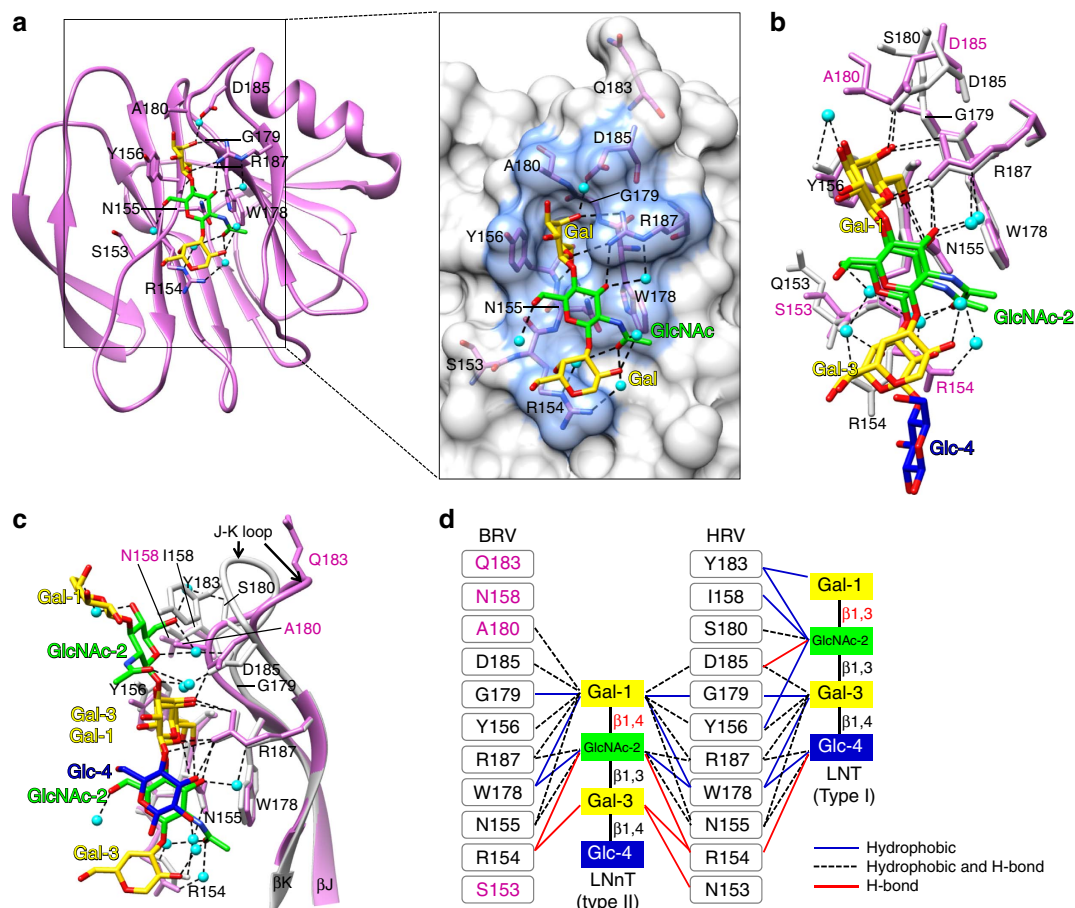 a
D185
A180
G179
Y156
R187
N155
W178
S153
R154
Q183
D185
A180
G179
Gal
R187
Y156
N155
W178
GlcNAc
S153
Gal
R154
b
S180
D185
A180
D185
G179
Y156
R187
Gal-1
N155
W178
Q153
S153
GlcNAc-2
Gal-3
R154
R154
Glc-4
c
J-K loop
N158 I158
Q183
Y183
S180
Gal-1
A180
GlcNAc-2
D185
Y156
G179
Gal-3
Gal-1
R187
Glc-4
GlcNAc-2
W178
N155
Gal-3
R154
βK
βJ
d
BRV
Q183
N158
A180
D185
G179
Y156
R187
W178
N155
R154
S153
Gal-1
β1,4
GlcNAc-2
β1,3
Gal-3
β1,4
Glc-4
LNnT
(type II)
HRV
Y183
I158
S180
D185
G179
Y156
R187
W178
N155
R154
N153
Gal-1
β1,3
GlcNAc-2
β1,3
Gal-3
β1,4
Glc-4
LNT
(Type I)
Hydrophobic
Hydrophobic and H-bond
H-bond